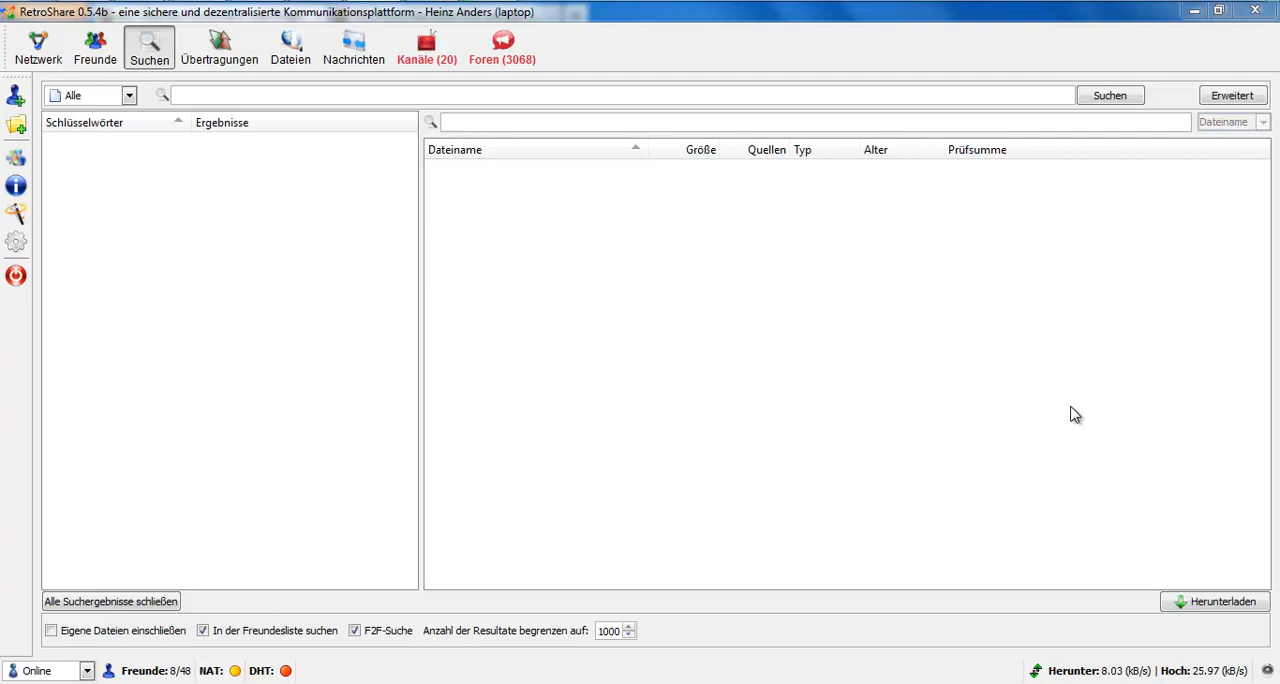 RetroShare 0.5.4b - eine sichere und dezentralisierte Kommunikationsplattform - Heinz Anders (laptop)
Netzwerk Freunde Suchen Übertragungen Dateien Nachrichten Kanäle (20) Foren (3068)
Alle Suchen Erweitert
Schlüsselwörter Ergebnisse Dateiname
Dateiname Größe Quellen Typ Alter Prüfsumme
Alle Suchergebnisse schließen Herunterladen
Eigene Dateien einschließen In der Freundesliste suchen F2F-Suche Anzahl der Resultate begrenzen auf: 1000
Online Freunde: 8/48 NAT: DHT: Herunter: 8.03 (kB/s) | Hoch: 25.97 (kB/s)